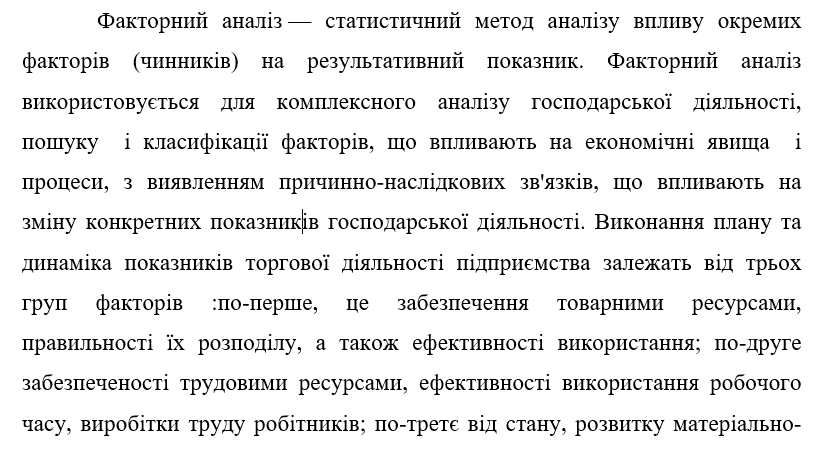 Факторний аналіз — статистичний метод аналізу впливу окремих
факторів (чинників) на результативний показник. Факторний аналіз
використовується для комплексного аналізу господарської діяльності,
пошуку і класифікації факторів, що впливають на економічні явища і
процеси, з виявленням причинно-наслідкових зв'язків, що впливають на
зміну конкретних показників господарської діяльності. Виконання плану та
динаміка показників торгової діяльності підприємства залежать від трьох
груп факторів :по-перше, це забезпечення товарними ресурсами,
правильності їх розподілу, а також ефективності використання; по-друге
забезпеченості трудовими ресурсами, ефективності використання робочого
часу, виробітки труду робітників; по-третє від стану, розвитку матеріально-